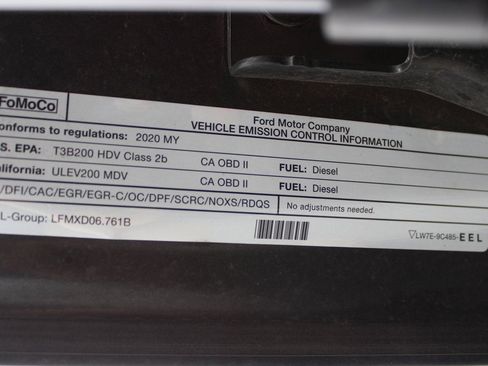 FoMoCo
Ford Motor Company
VEHICLE EMISSION CONTROL INFORMATION
onforms to regulations: 2020 MY
S. EPA: T3B200 HDV Class 2b CA OBD II FUEL: Diesel
alifornia: ULEV200 MDV CA OBD II FUEL: Diesel
/DFI/CAC/EGR/EGR-C/OC/DPF/SCRC/NOXS/RDQS No adjustments needed.
L-Group: LFMXD06.761B
▽LW7E-9C485-EEL